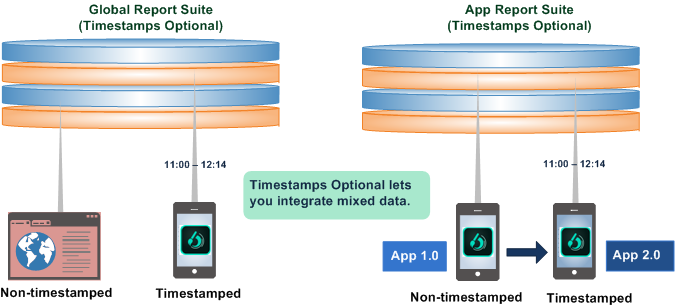 Global Report Suite
(Timestamps Optional)
App Report Suite
(Timestamps Optional)
11:00 – 12:14
11:00 – 12:14
Timestamps Optional lets
you integrate mixed data.
App 1.0
App 2.0
Non-timestamped
Timestamped
Non-timestamped
Timestamped